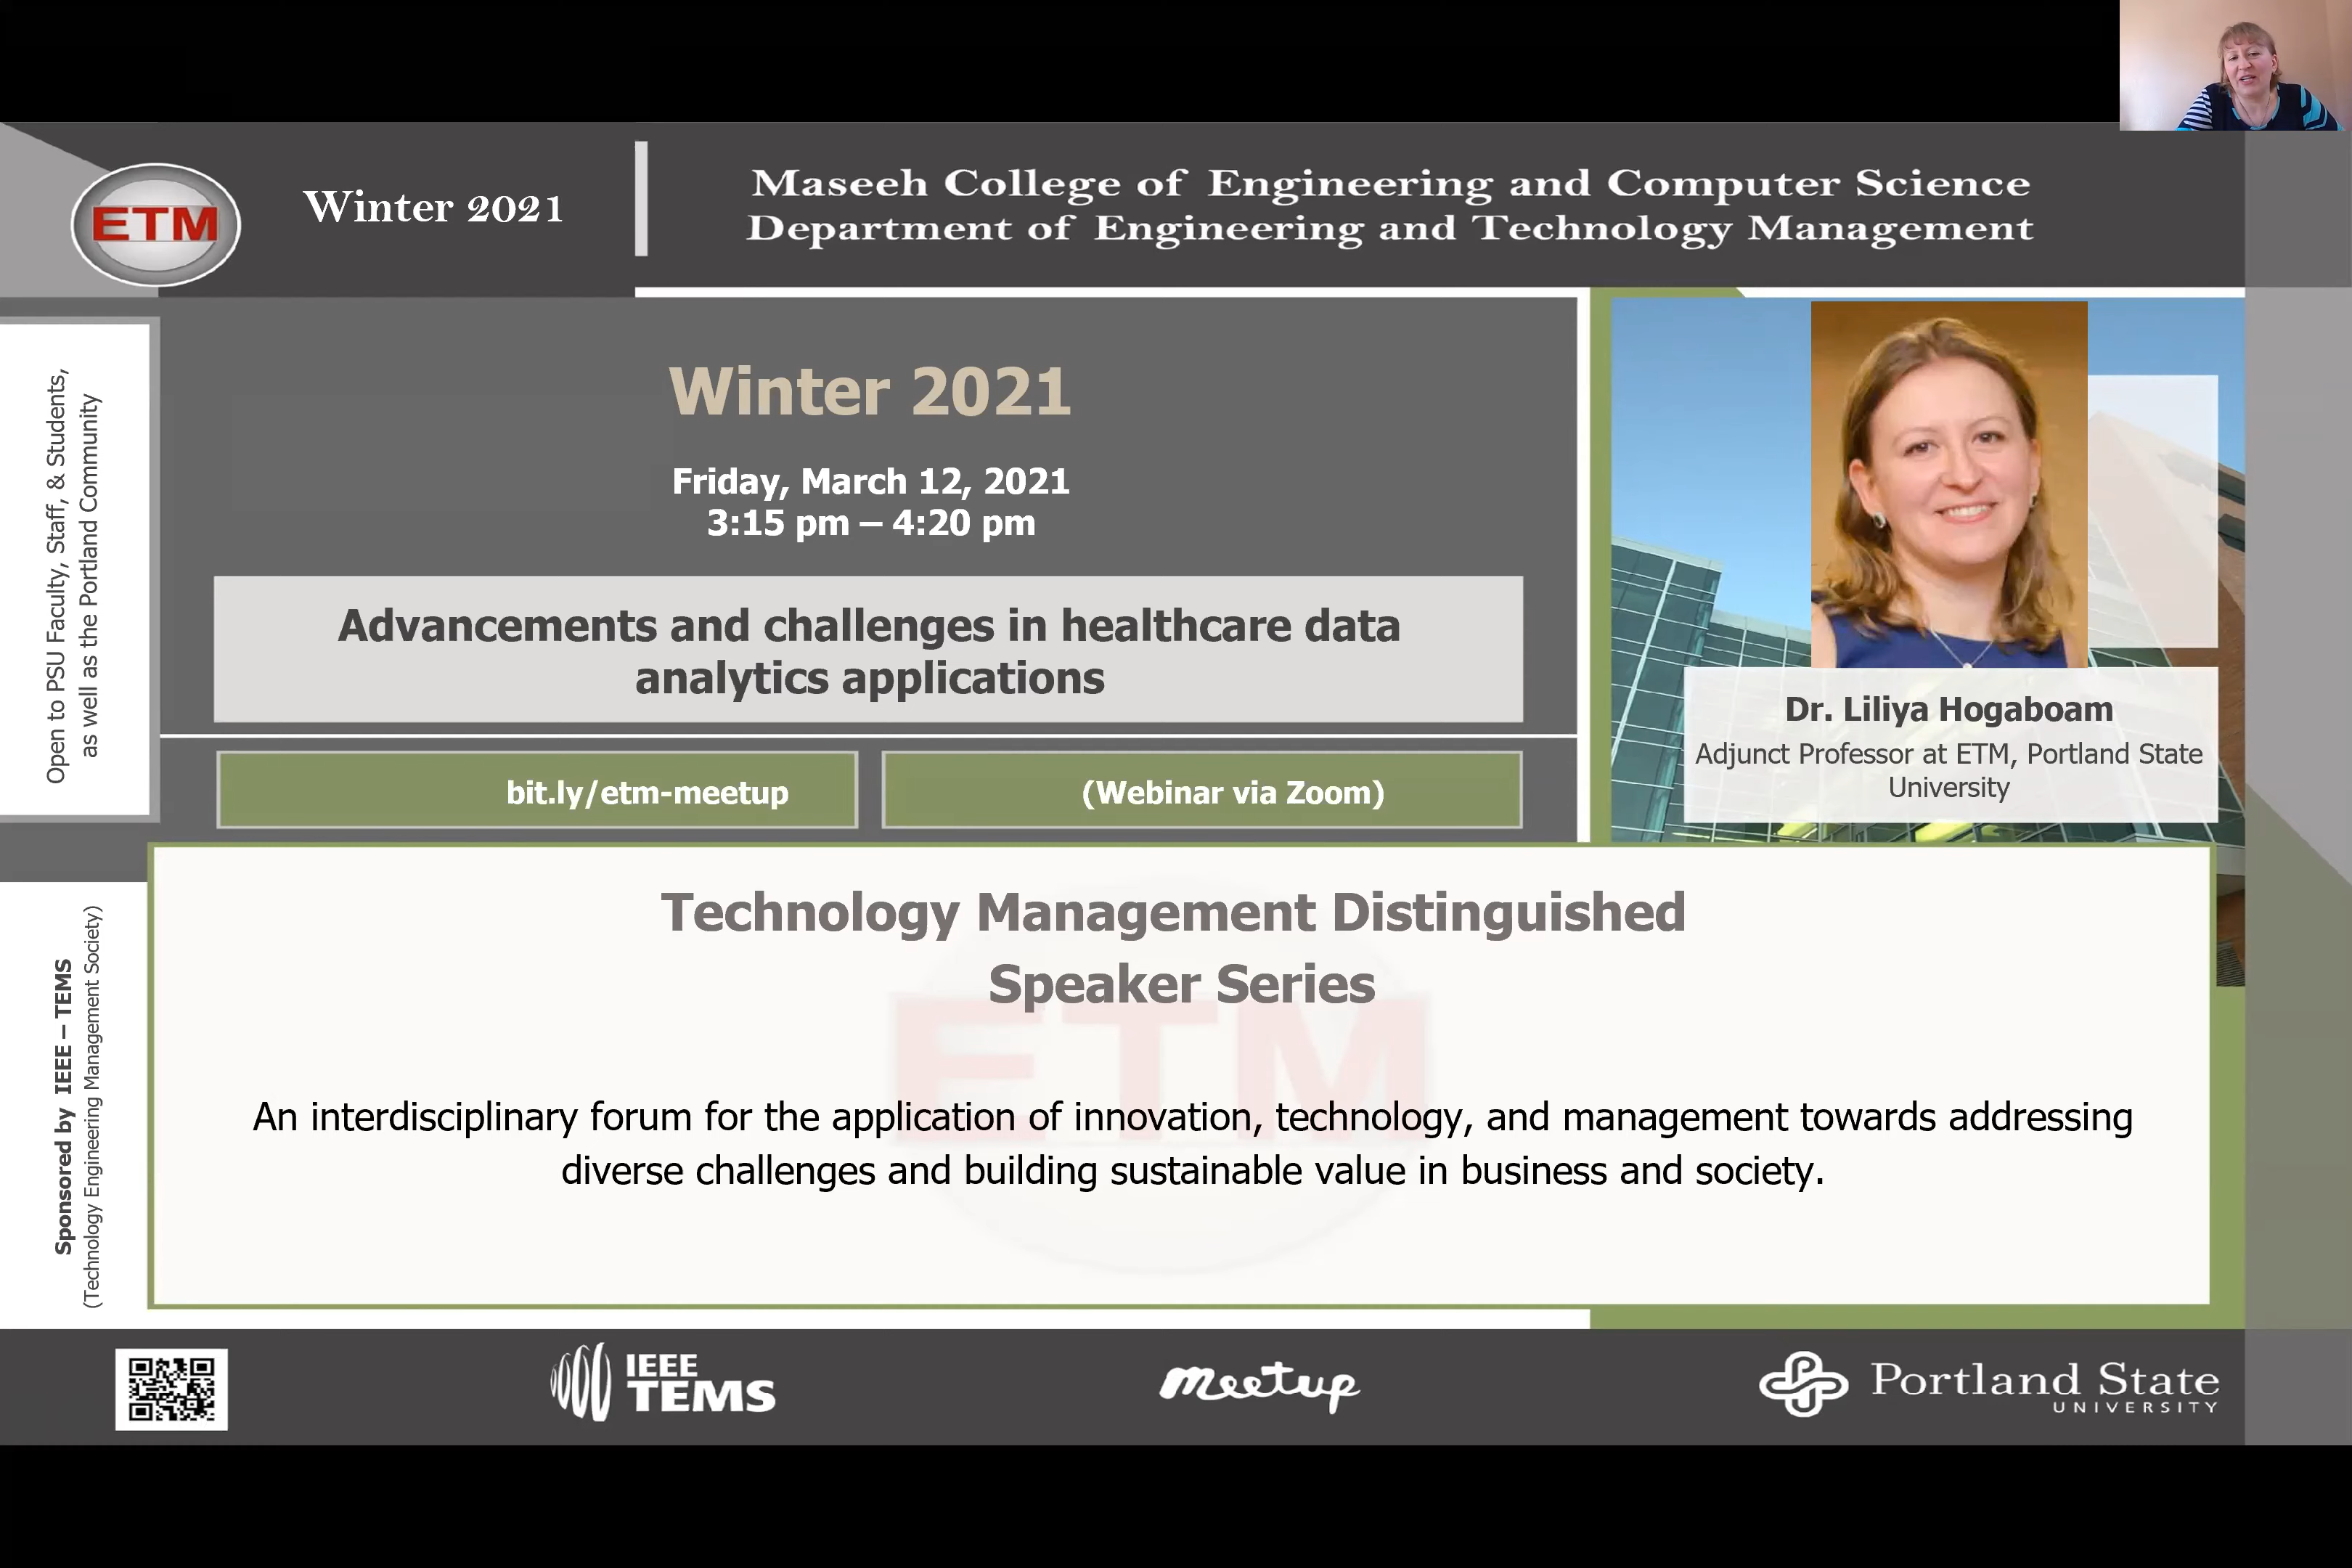 ETM
Winter 2021
Maseeh College of Engineering and Computer Science
Department of Engineering and Technology Management
Open to PSU Faculty, Staff, & Students,
as well as the Portland Community
Winter 2021
Friday, March 12, 2021
3:15 pm – 4:20 pm
Advancements and challenges in healthcare data
analytics applications
bit.ly/etm-meetup
(Webinar via Zoom)
Dr. Liliya Hogaboam
Adjunct Professor at ETM, Portland State
University
Sponsored by IEEE – TEMS
(Technology Engineering Management Society)
Technology Management Distinguished
Speaker Series
ETM
An interdisciplinary forum for the application of innovation, technology, and management towards addressing
diverse challenges and building sustainable value in business and society.
IEEE
TEMS
meetup
Portland State
UNIVERSITY